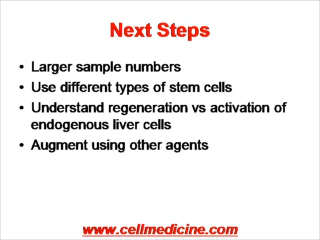 Next Steps
• Larger sample numbers
• Use different types of stem cells
• Understand regeneration vs activation of
endogenous liver cells
• Augment using other agents
www.cellmedicine.com